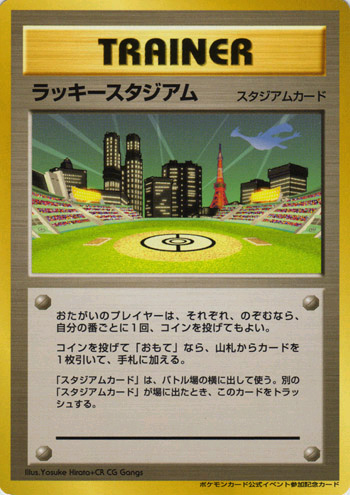 TRAINER
ラッキースタジアム
スタジアムカード
おたがいのプレイヤーは、それぞれ、のぞむなら、
自分の番ごとに1回、コインを投げてもよい。
コインを投げて「おもて」なら、山札からカードを
1枚引いて、手札に加える。
「スタジアムカード」は、バトル場の横に出して使う。別の
「スタジアムカード」が場に出たとき、このカードをトラッ
シュする。
Illus.Yosuke Hirata+CR CG Gangs
ポケモンカード公式イベント参加記念カード